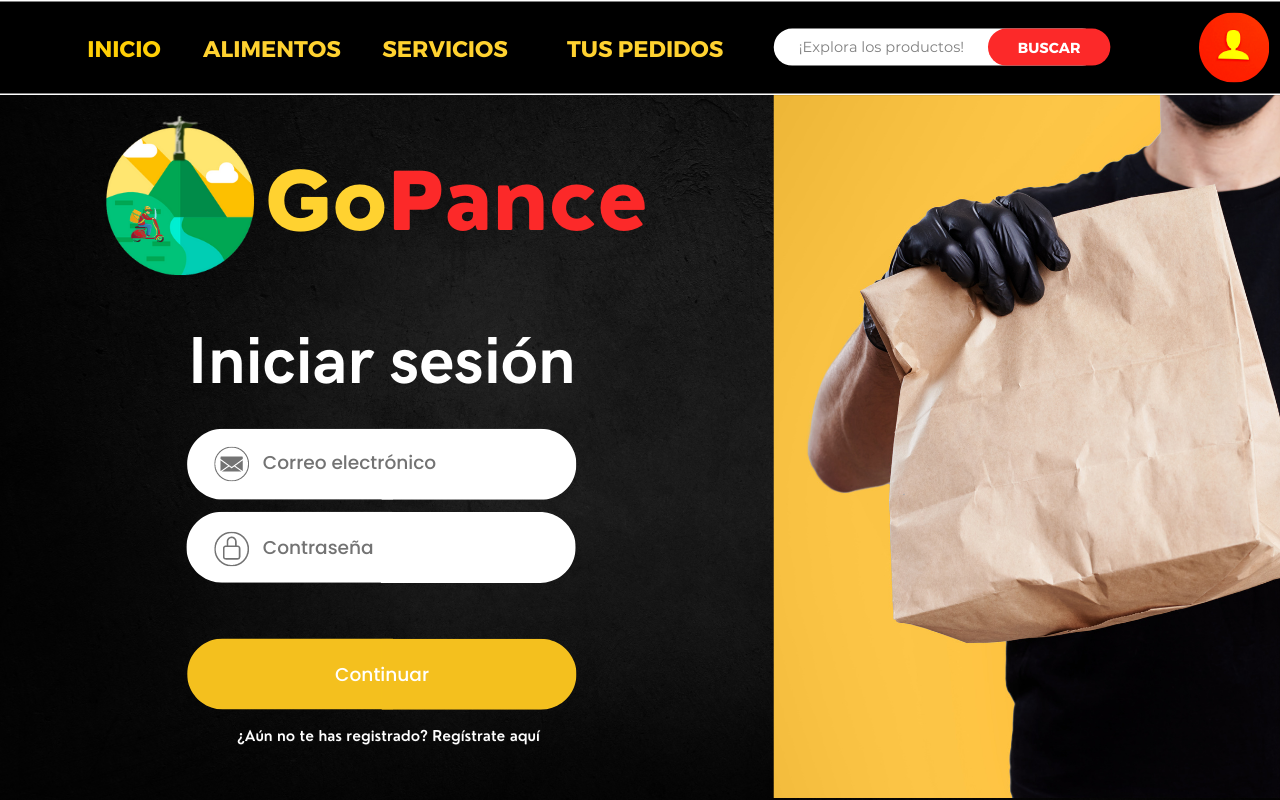 INICIO ALIMENTOS SERVICIOS TUS PEDIDOS ¡Explora los productos! BUSCAR
GoPance
Iniciar sesión
Correo electrónico
Contraseña
Continuar
¿Aún no te has registrado? Regístrate aquí